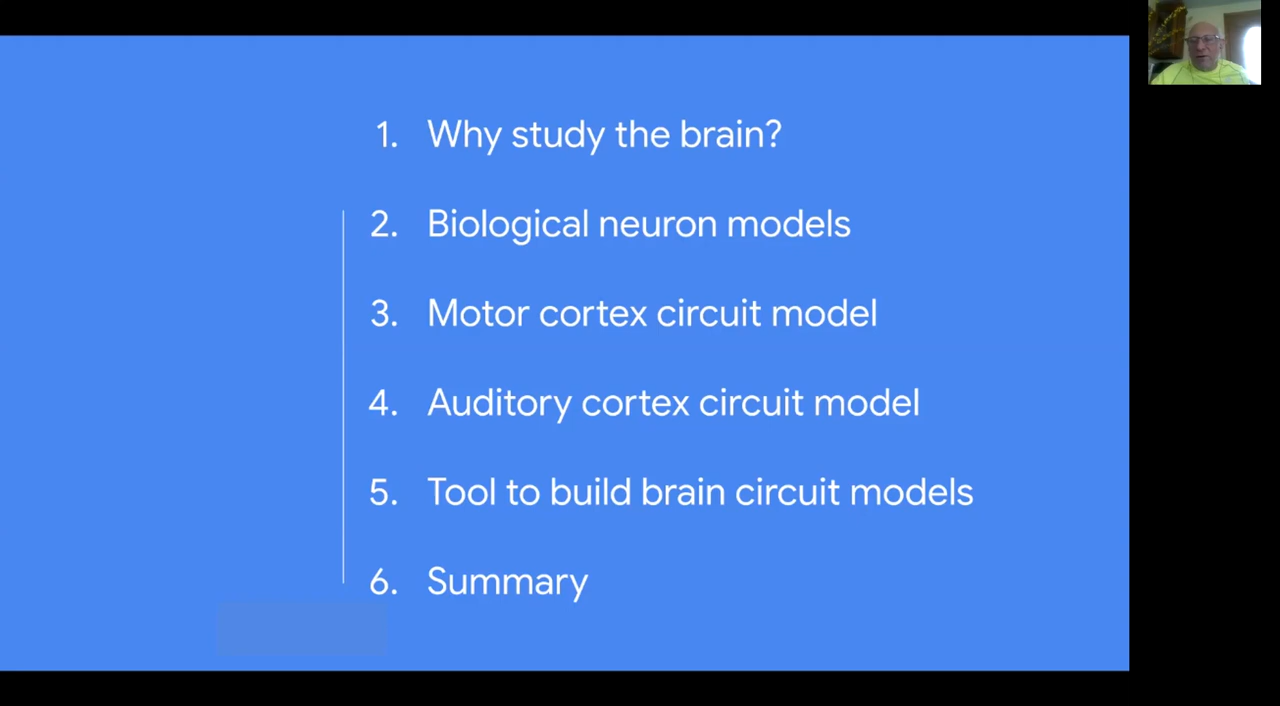 1. Why study the brain?
2. Biological neuron models
3. Motor cortex circuit model
4. Auditory cortex circuit model
5. Tool to build brain circuit models
6. Summary